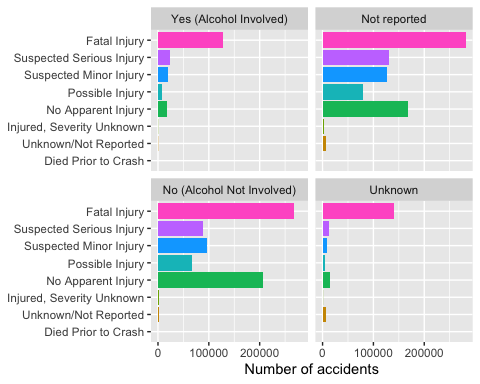 Yes (Alcohol Involved) Not reported
Fatal Injury
Suspected Serious Injury
Suspected Minor Injury
Possible Injury
No Apparent Injury
Injured, Severity Unknown
Unknown/Not Reported
Died Prior to Crash
No (Alcohol Not Involved) Unknown
Fatal Injury
Suspected Serious Injury
Suspected Minor Injury
Possible Injury
No Apparent Injury
Injured, Severity Unknown
Unknown/Not Reported
Died Prior to Crash
0 100000 200000 0 100000 200000
Number of accidents